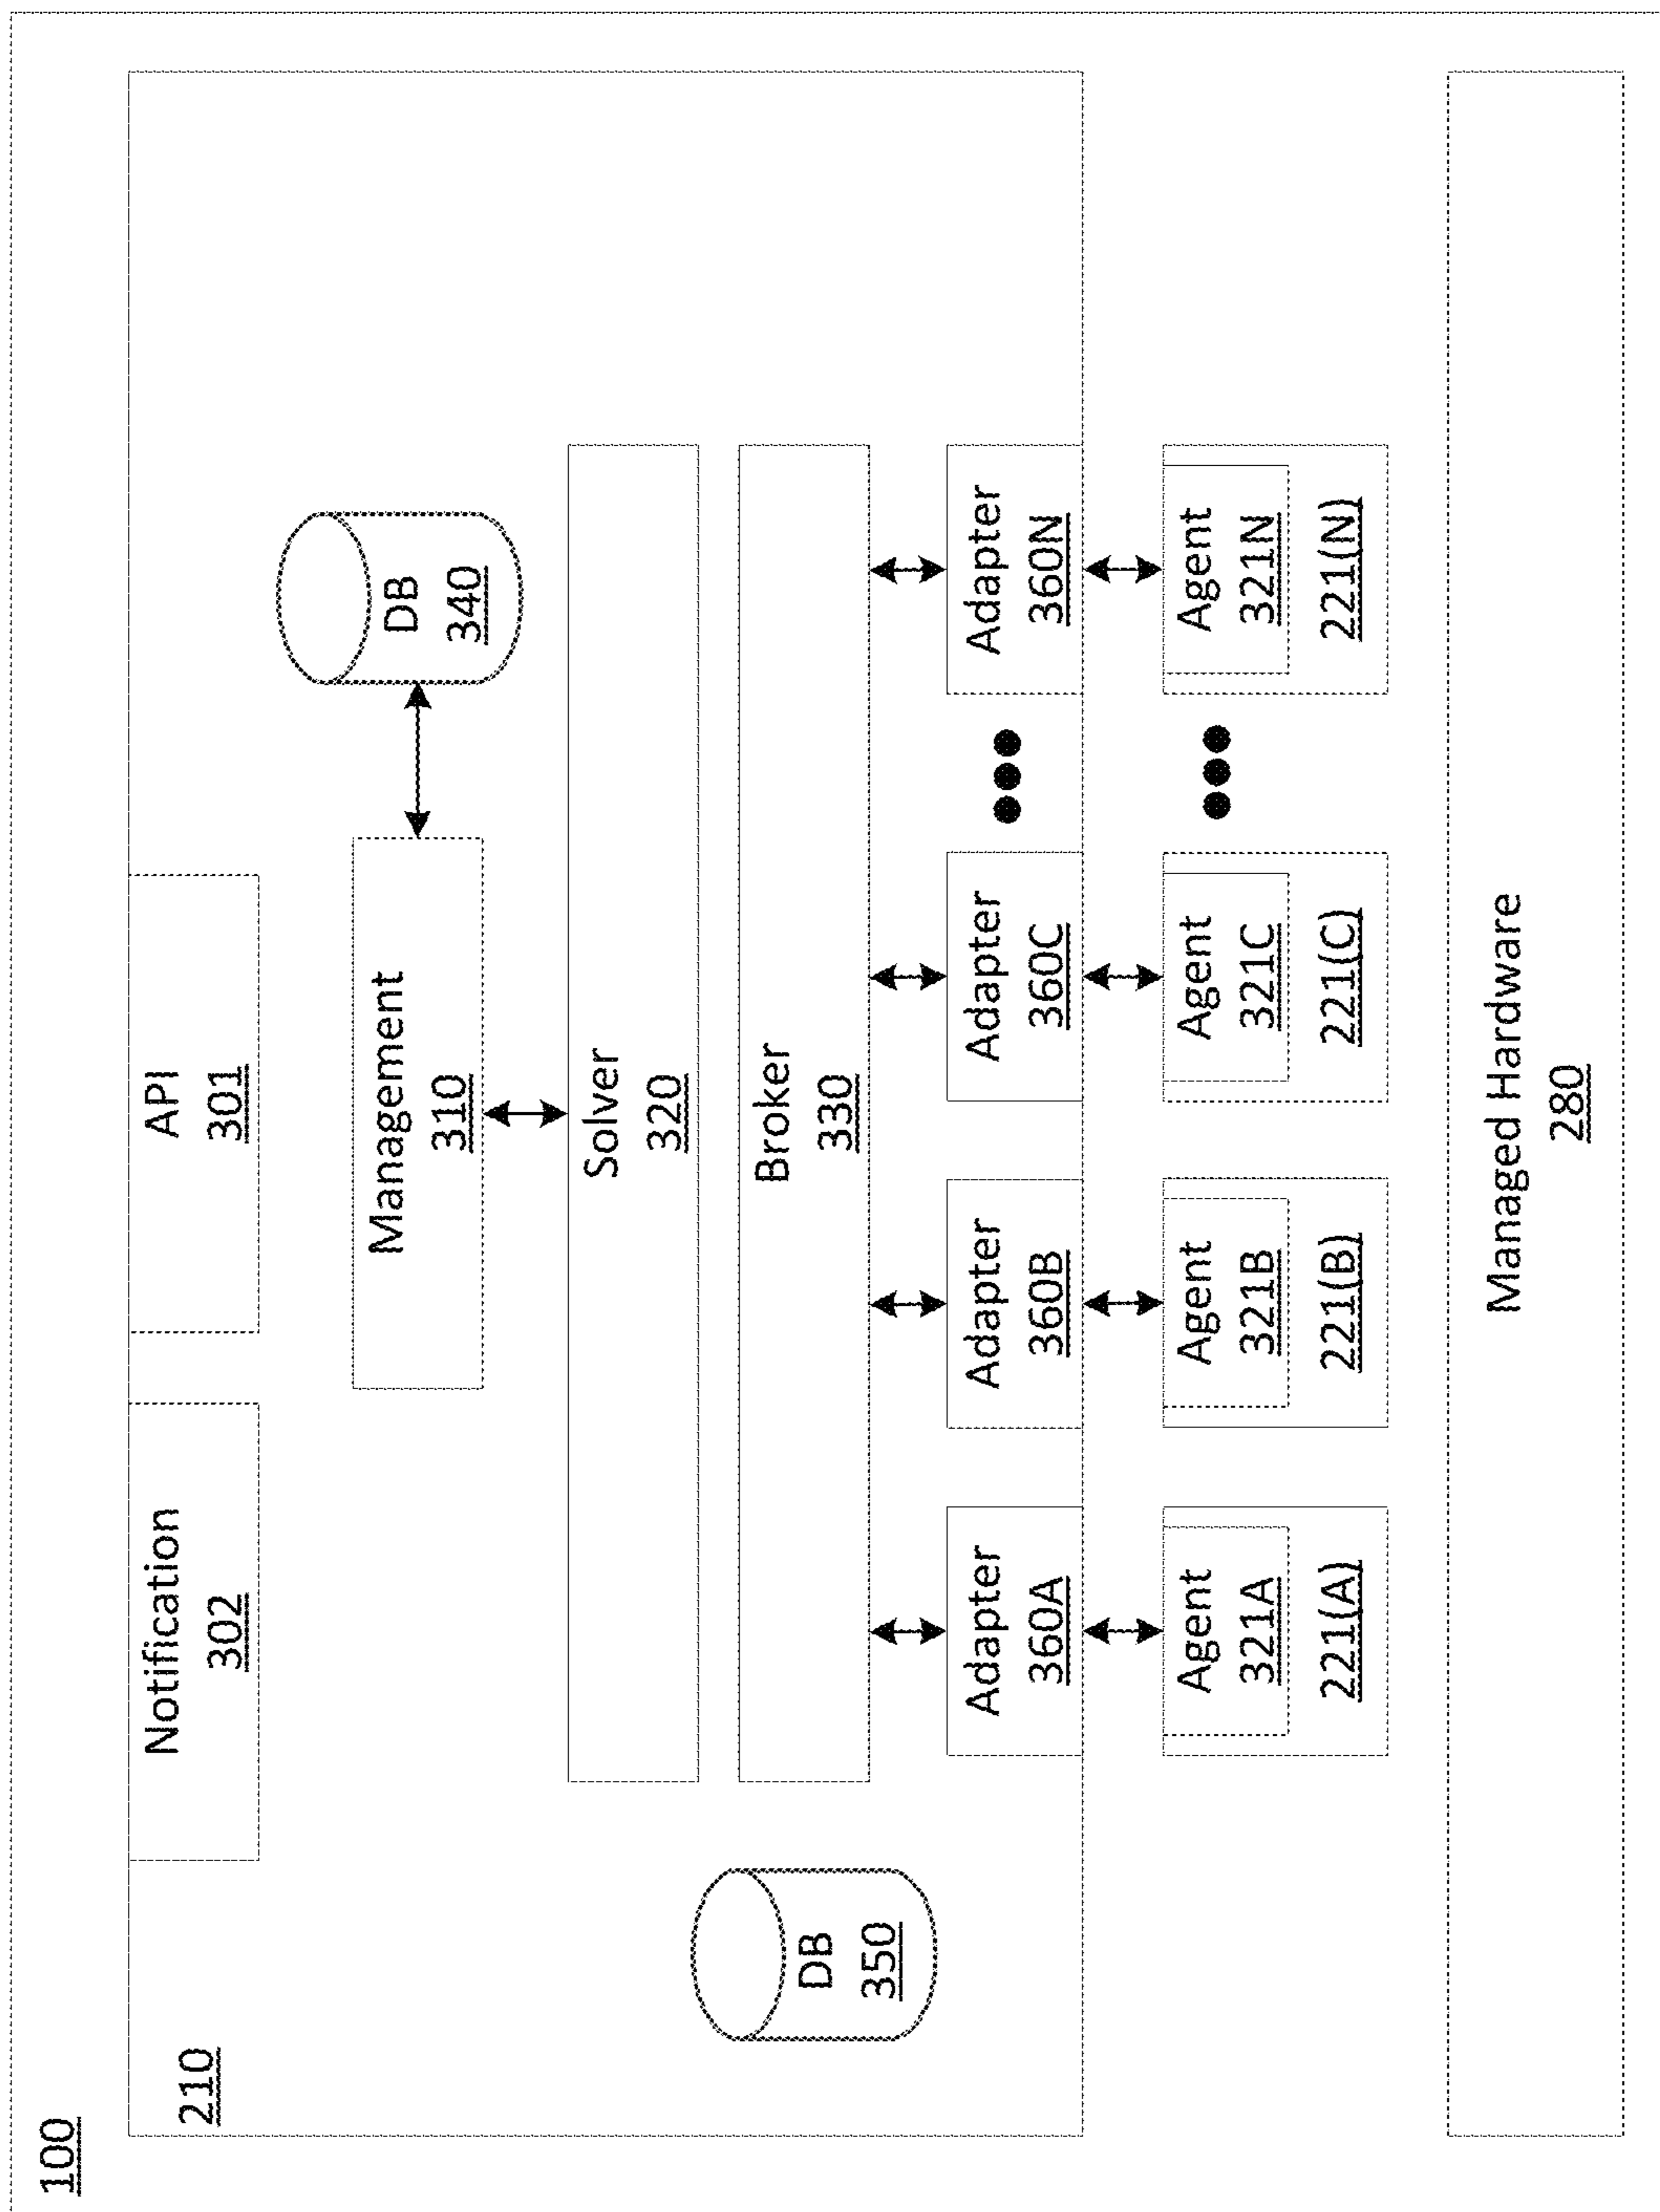 100
210
Notification
302
API
301
Management
310
DB
340
Solver
320
DB
350
Broker
330
Adapter
360A
Adapter
360B
Adapter
360C
Adapter
360N
Agent
321A
221(A)
Agent
321B
221(B)
Agent
321C
221(C)
Agent
321N
221(N)
Managed Hardware
280